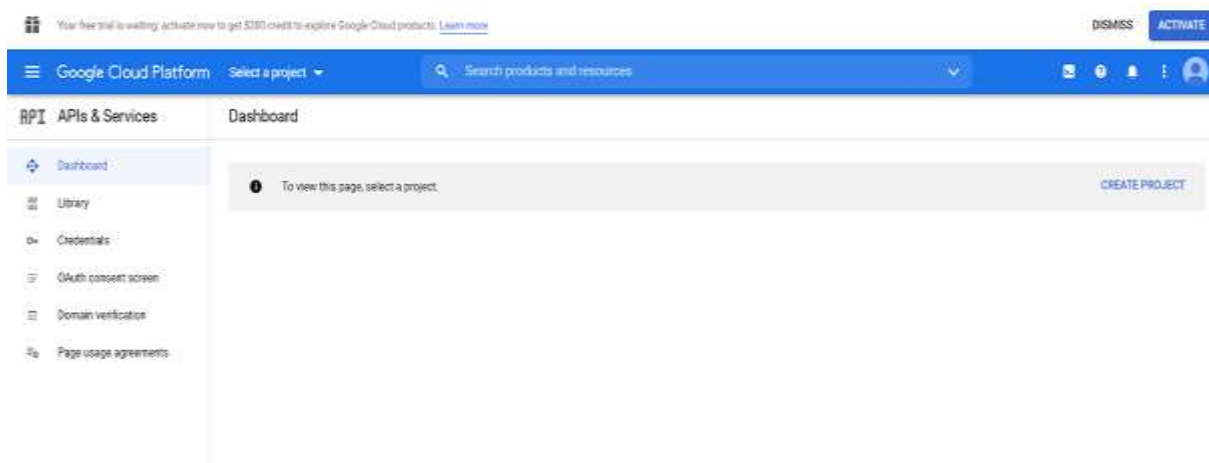 Your free trial is waiting: activate now to get $300 credit to explore Google Cloud products. Learn more
DISMISS
ACTIVATE
Google Cloud Platform
Select a project
Search products and resources
API APIs & Services
Dashboard
Dashboard
To view this page, select a project.
CREATE PROJECT
Library
Credentials
OAuth consent screen
Domain verification
Page usage agreements